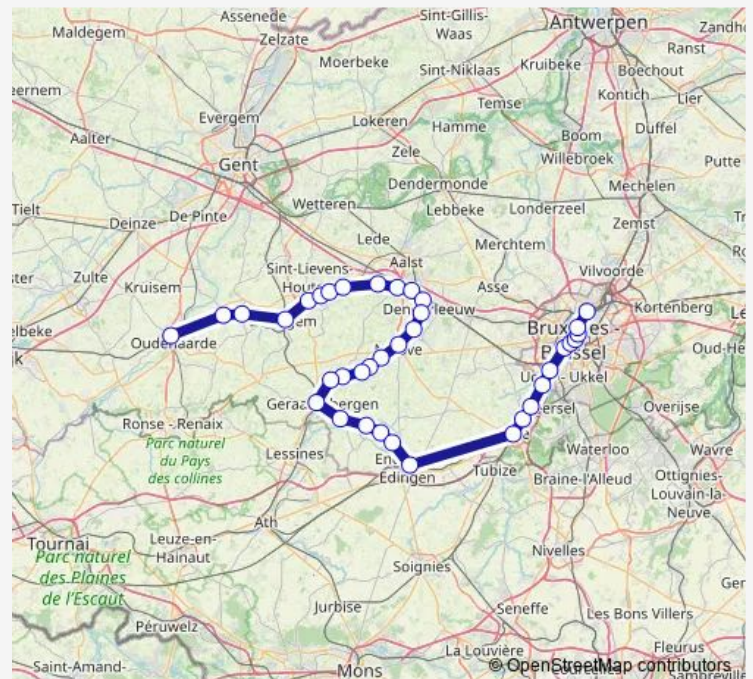 Assenede
Sint-Gillis-
Waas
Antwerpen
Maldegem
Zelzate
Zandh
Ranst
Moerbeke
Kruibeke
Boechout
Sint-Niklaas
eernem
Kontich
Lier
Temse
Evergem
Lokeren
Hamme
Boom
Duffel
Aalter
Zele
Willebroek
Putte
Gent
Dendermonde
Mechelen
Wetteren
Lebbeke
Londerzeel
Tielt
Deinze
De Pinte
Zemst
Lede
Merchtem
Aalst
Sint-Lievens-
Vilvoorde
Zulte
Kruisem
Asse
Kortenberg
Oud-He
Uc
- Ukkel
Overijse
Ronse - Renaix
Parc naturel
du Pays
des collines
Lessines
Waterloo
Wavre
Tubize
Edingen
Braine-l'Alleud
Ottignies-
Louvain-la-
Neuve
Ath
Tournai
Leuze-en-
Hainaut
Nivelles
Parc naturel
des Plaines
de l'Escaut
Soignies
Jurbise
Seneffe
Les Bons Villers
Péruwelz
La Louvière
Fleurus
Saint-Amand-
Mons
© OpenStreetMap contributors